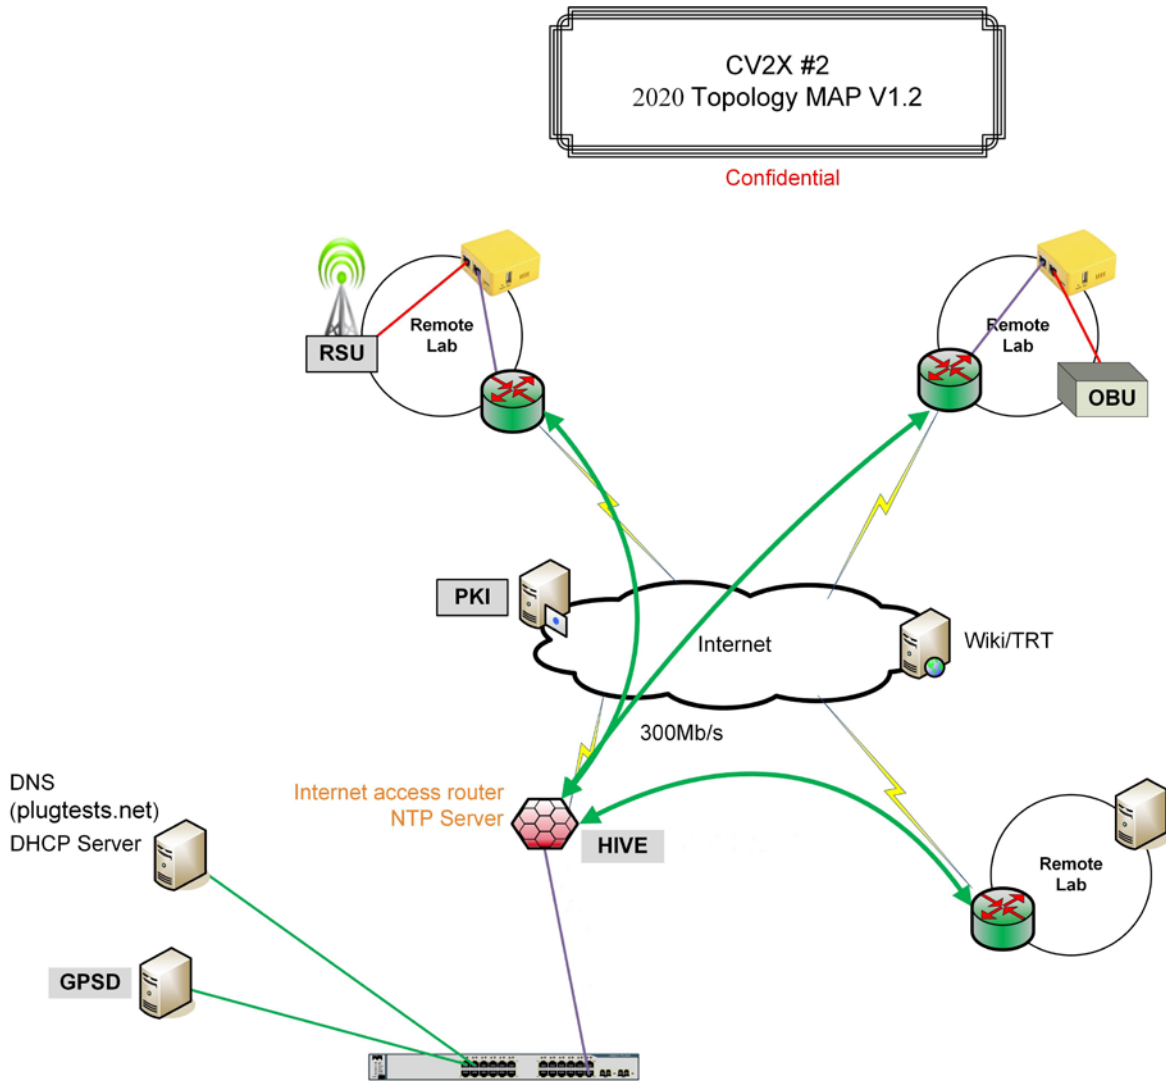 CV2X #2
2020 Topology MAP V1.2
Confidential
RSU
Remote
Lab
Remote
Lab
OBU
PKI
Internet
Wiki/TRT
300Mb/s
DNS
(plugtests.net)
DHCP Server
Internet access router
NTP Server
HIVE
Remote
Lab
GPSD